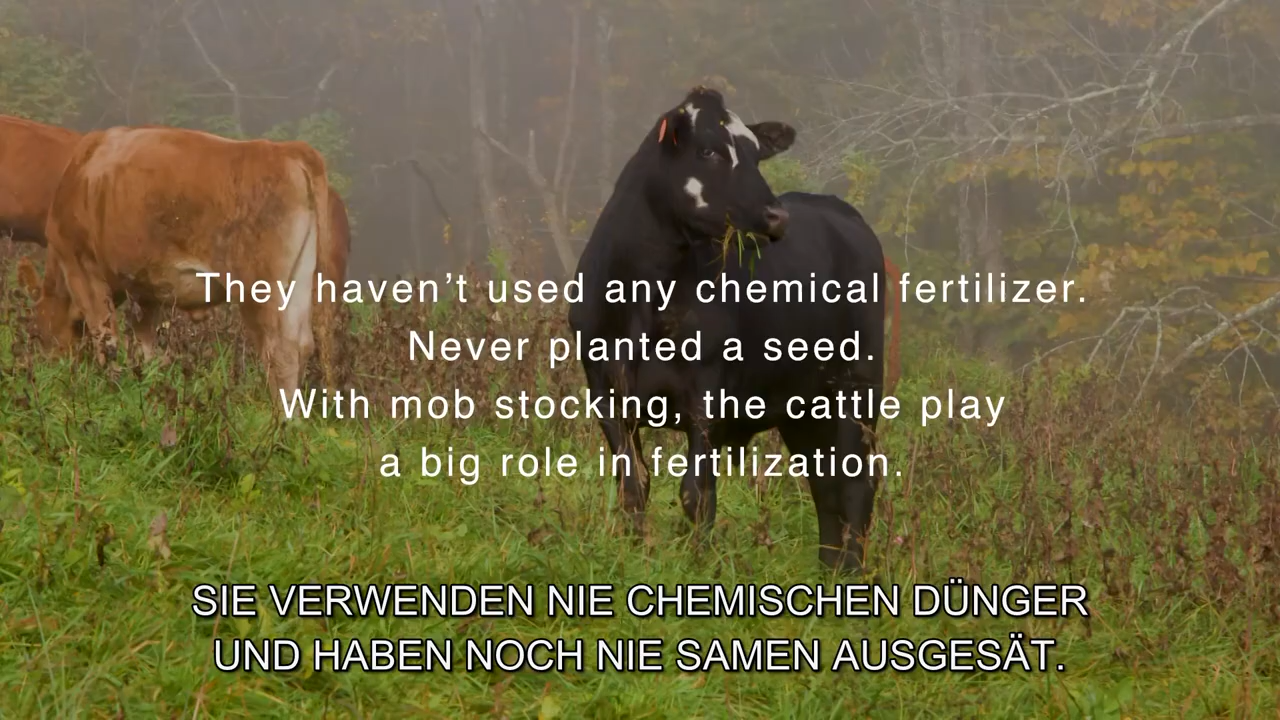 They haven’t used any chemical fertilizer.
Never planted a seed.
With mob stocking, the cattle play
a big role in fertilization.
SIE VERWENDEN NIE CHEMISCHEN DÜNGER
UND HABEN NOCH NIE SAMEN AUSGESÄT.